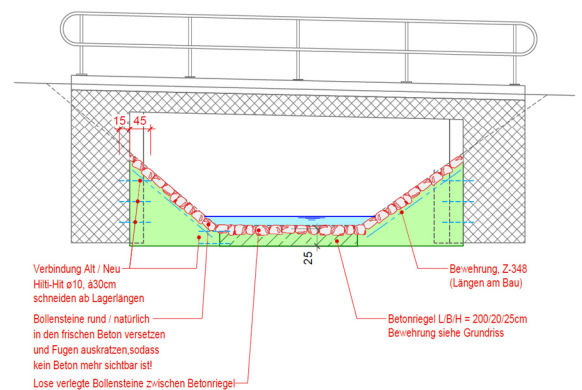 15 45
25
Verbindung Alt / Neu
Hilti-Hit ø10, á30cm
schneiden ab Lagerlängen
Bollensteine rund / natürlich
in den frischen Beton versetzen
und Fugen auskratzen,sodass
kein Beton mehr sichtbar ist!
Lose verlegte Bollensteine zwischen Betonriegel
Bewehrung, Z-348
(Längen am Bau)
Betonriegel L/B/H = 200/20/25cm
Bewehrung siehe Grundriss